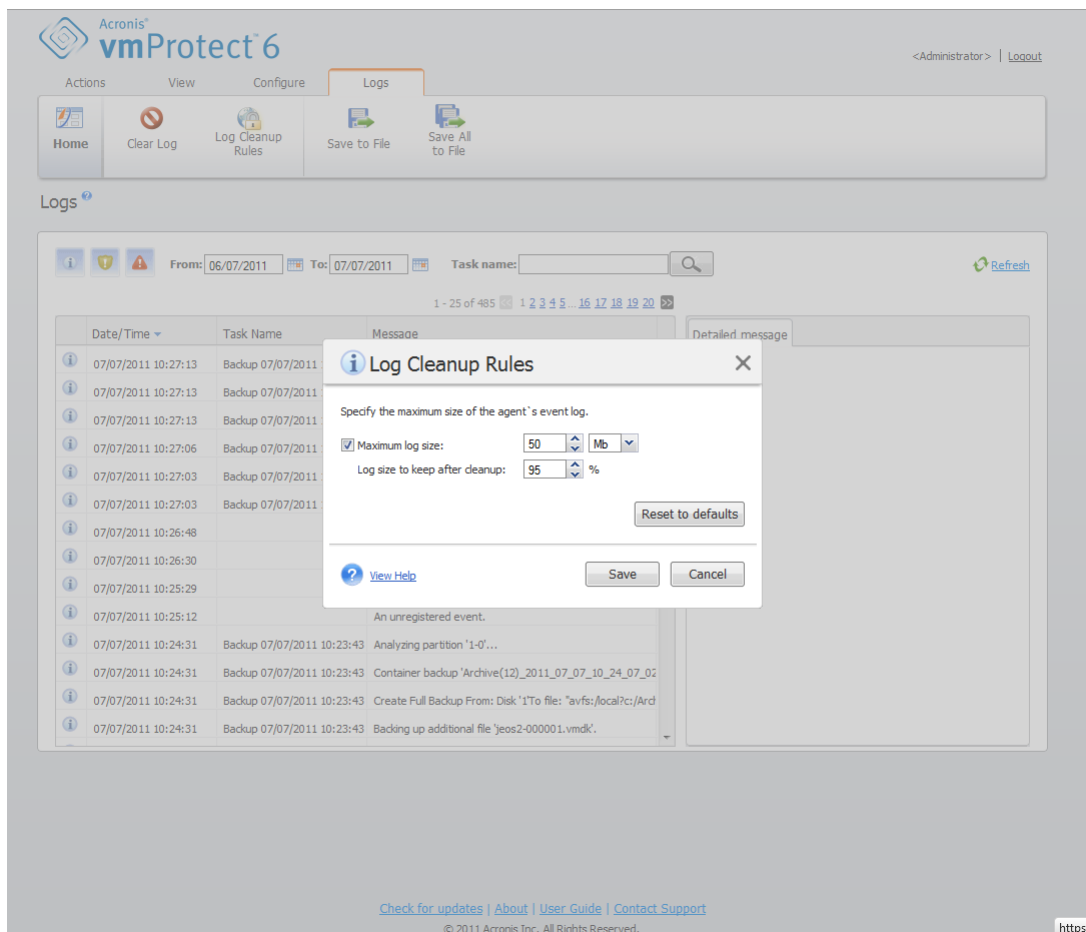 Acronis®
vmProtect™6
<Administrator> | Logout
Actions View Configure Logs
Home
Clear Log
Log Cleanup
Rules
Save to File
Save All
to File
Logs
From: 06/07/2011 To: 07/07/2011 Task name:
Refresh
1 - 25 of 485 1 2 3 4 5 ... 16 17 18 19 20
Date/Time Task Name Message
Detailed message
07/07/2011 10:27:13 Backup 07/07/2011
07/07/2011 10:27:13 Backup 07/07/2011
07/07/2011 10:27:13 Backup 07/07/2011
07/07/2011 10:27:06 Backup 07/07/2011
07/07/2011 10:27:03 Backup 07/07/2011
07/07/2011 10:27:03 Backup 07/07/2011
07/07/2011 10:26:48
07/07/2011 10:26:30
07/07/2011 10:25:29
07/07/2011 10:25:12 An unregistered event.
07/07/2011 10:24:31 Backup 07/07/2011 10:23:43 Analyzing partition '1-0'...
07/07/2011 10:24:31 Backup 07/07/2011 10:23:43 Container backup 'Archive(12)_2011_07_07_10_24_07_02
07/07/2011 10:24:31 Backup 07/07/2011 10:23:43 Create Full Backup From: Disk '1'To file: "avfs:/local?c:/Arch
07/07/2011 10:24:31 Backup 07/07/2011 10:23:43 Backing up additional file 'jeos2-000001.vmdk'.
Log Cleanup Rules
Specify the maximum size of the agent`s event log.
Maximum log size: 50 Mb
Log size to keep after cleanup: 95 %
Reset to defaults
View Help
Save
Cancel
Check for updates | About | User Guide | Contact Support
© 2011 Acronis Inc. All Rights Reserved.
https